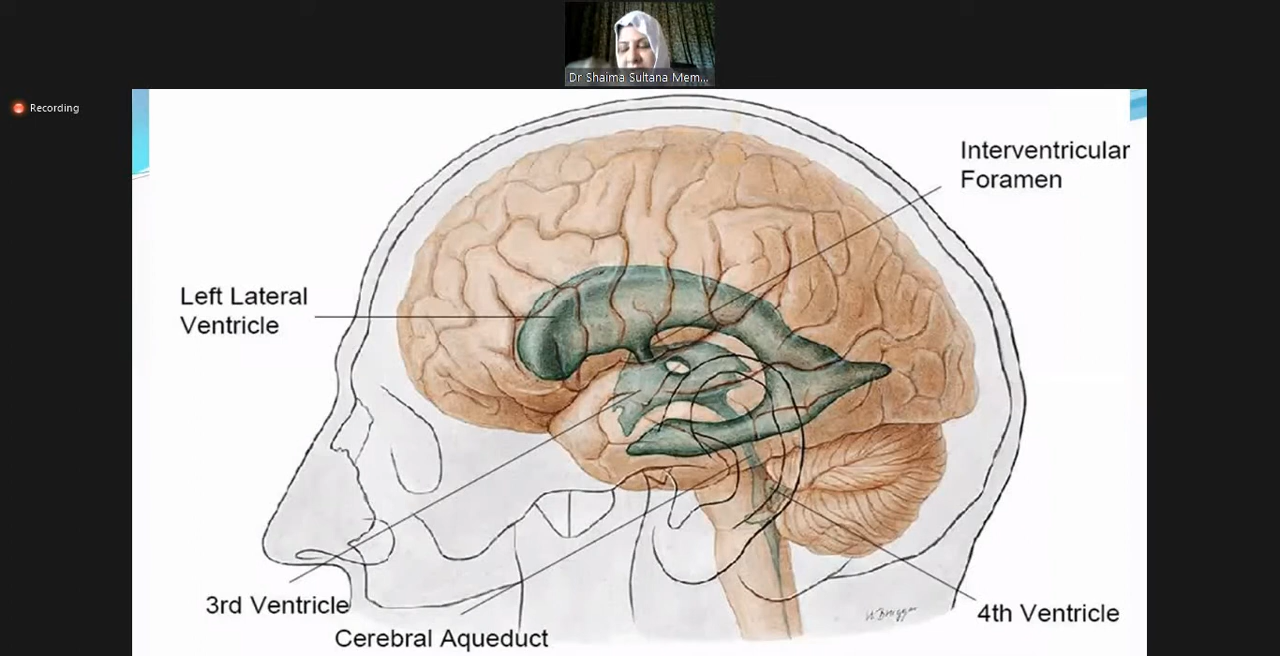 Dr Shaima Sultana Mem...
Recording
Interventricular
Foramen
Left Lateral
Ventricle
3rd Ventricle
Cerebral Aqueduct
4th Ventricle